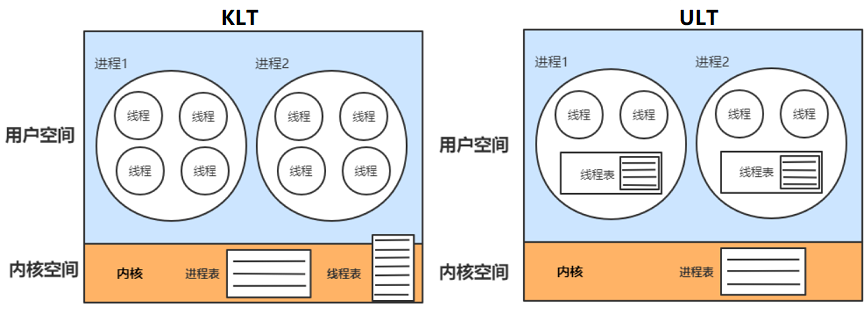 KLT
进程1
进程2
线程
线程
线程
线程
线程
线程
线程
线程
用户空间
内核空间
内核
进程表
线程表
ULT
进程1
进程2
线程
线程
线程
线程
线程表
线程表
用户空间
内核空间
内核
进程表